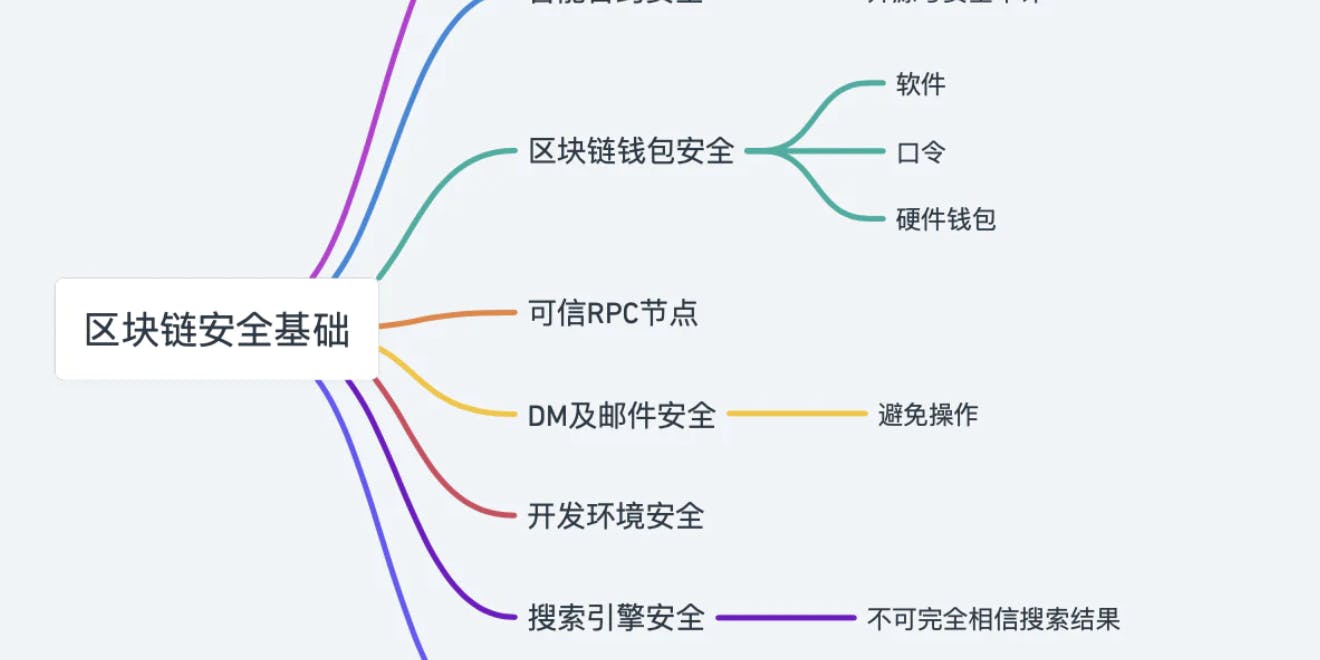 区块链钱包安全
软件
口令
硬件钱包
区块链安全基础
可信RPC节点
DM及邮件安全
避免操作
开发环境安全
搜索引擎安全
不可完全相信搜索结果